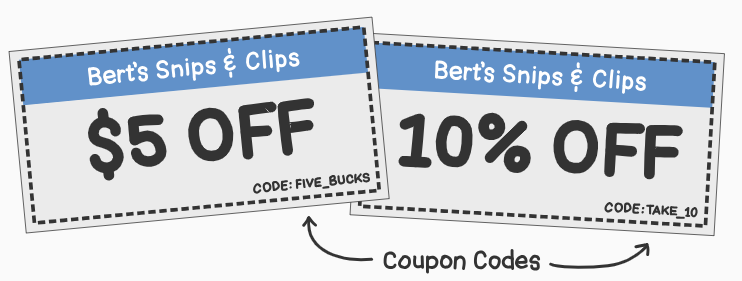 Bert's Snips & Clips
$5 OFF
CODE: FIVE_BUCKS
Bert's Snips & Clips
10% OFF
CODE: TAKE_10
Coupon Codes